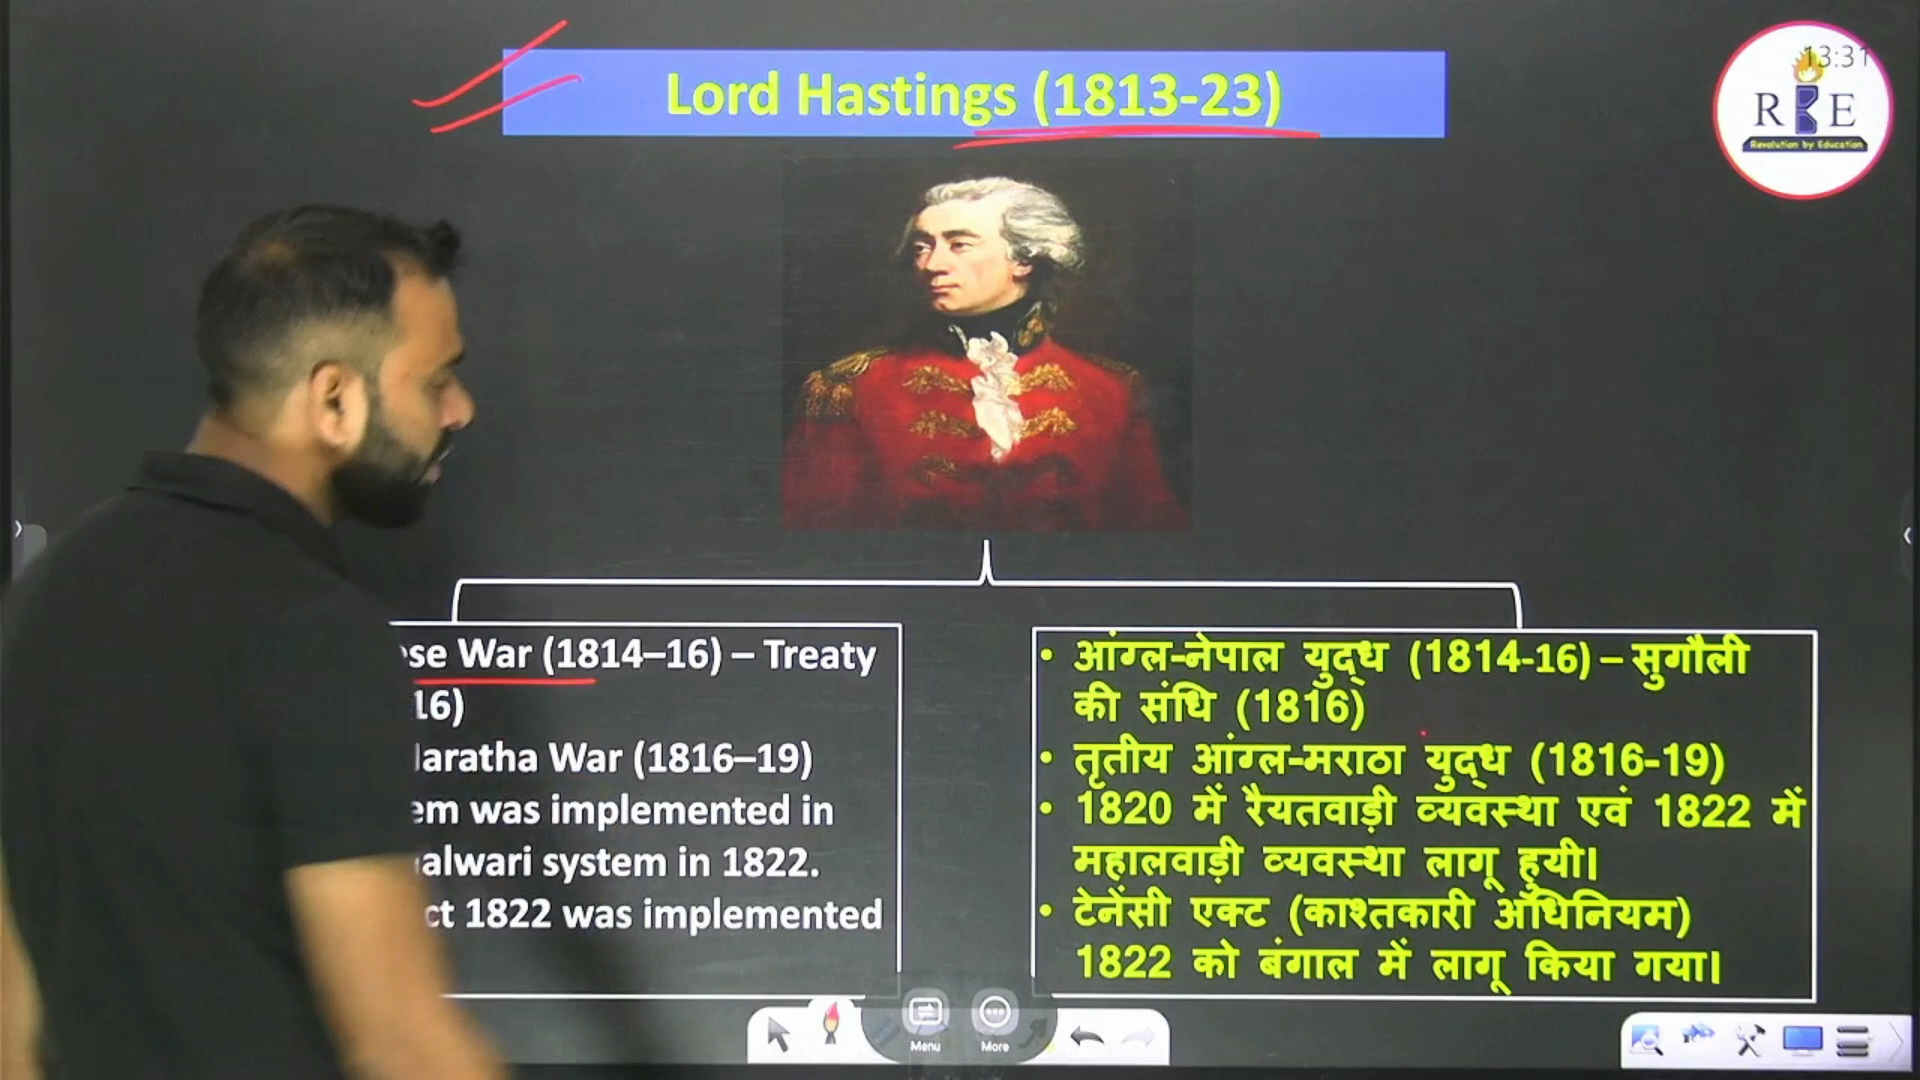 Lord Hastings (1813-23)
13:31
R E
Revolution by Education
se War (1814–16) – Treaty
16)
aratha War (1816–19)
em was implemented in
alwari system in 1822.
ct 1822 was implemented
• आंग्ल-नेपाल युद्ध (1814-16) – सुगौली
की संधि (1816)
• तृतीय आंग्ल-मराठा युद्ध (1816-19)
• 1820 में रैयतवाड़ी व्यवस्था एवं 1822 में
महालवाड़ी व्यवस्था लागू हुयी।
• टेनेंसी एक्ट (काश्तकारी अधिनियम)
1822 को बंगाल में लागू किया गया।
Menu
More